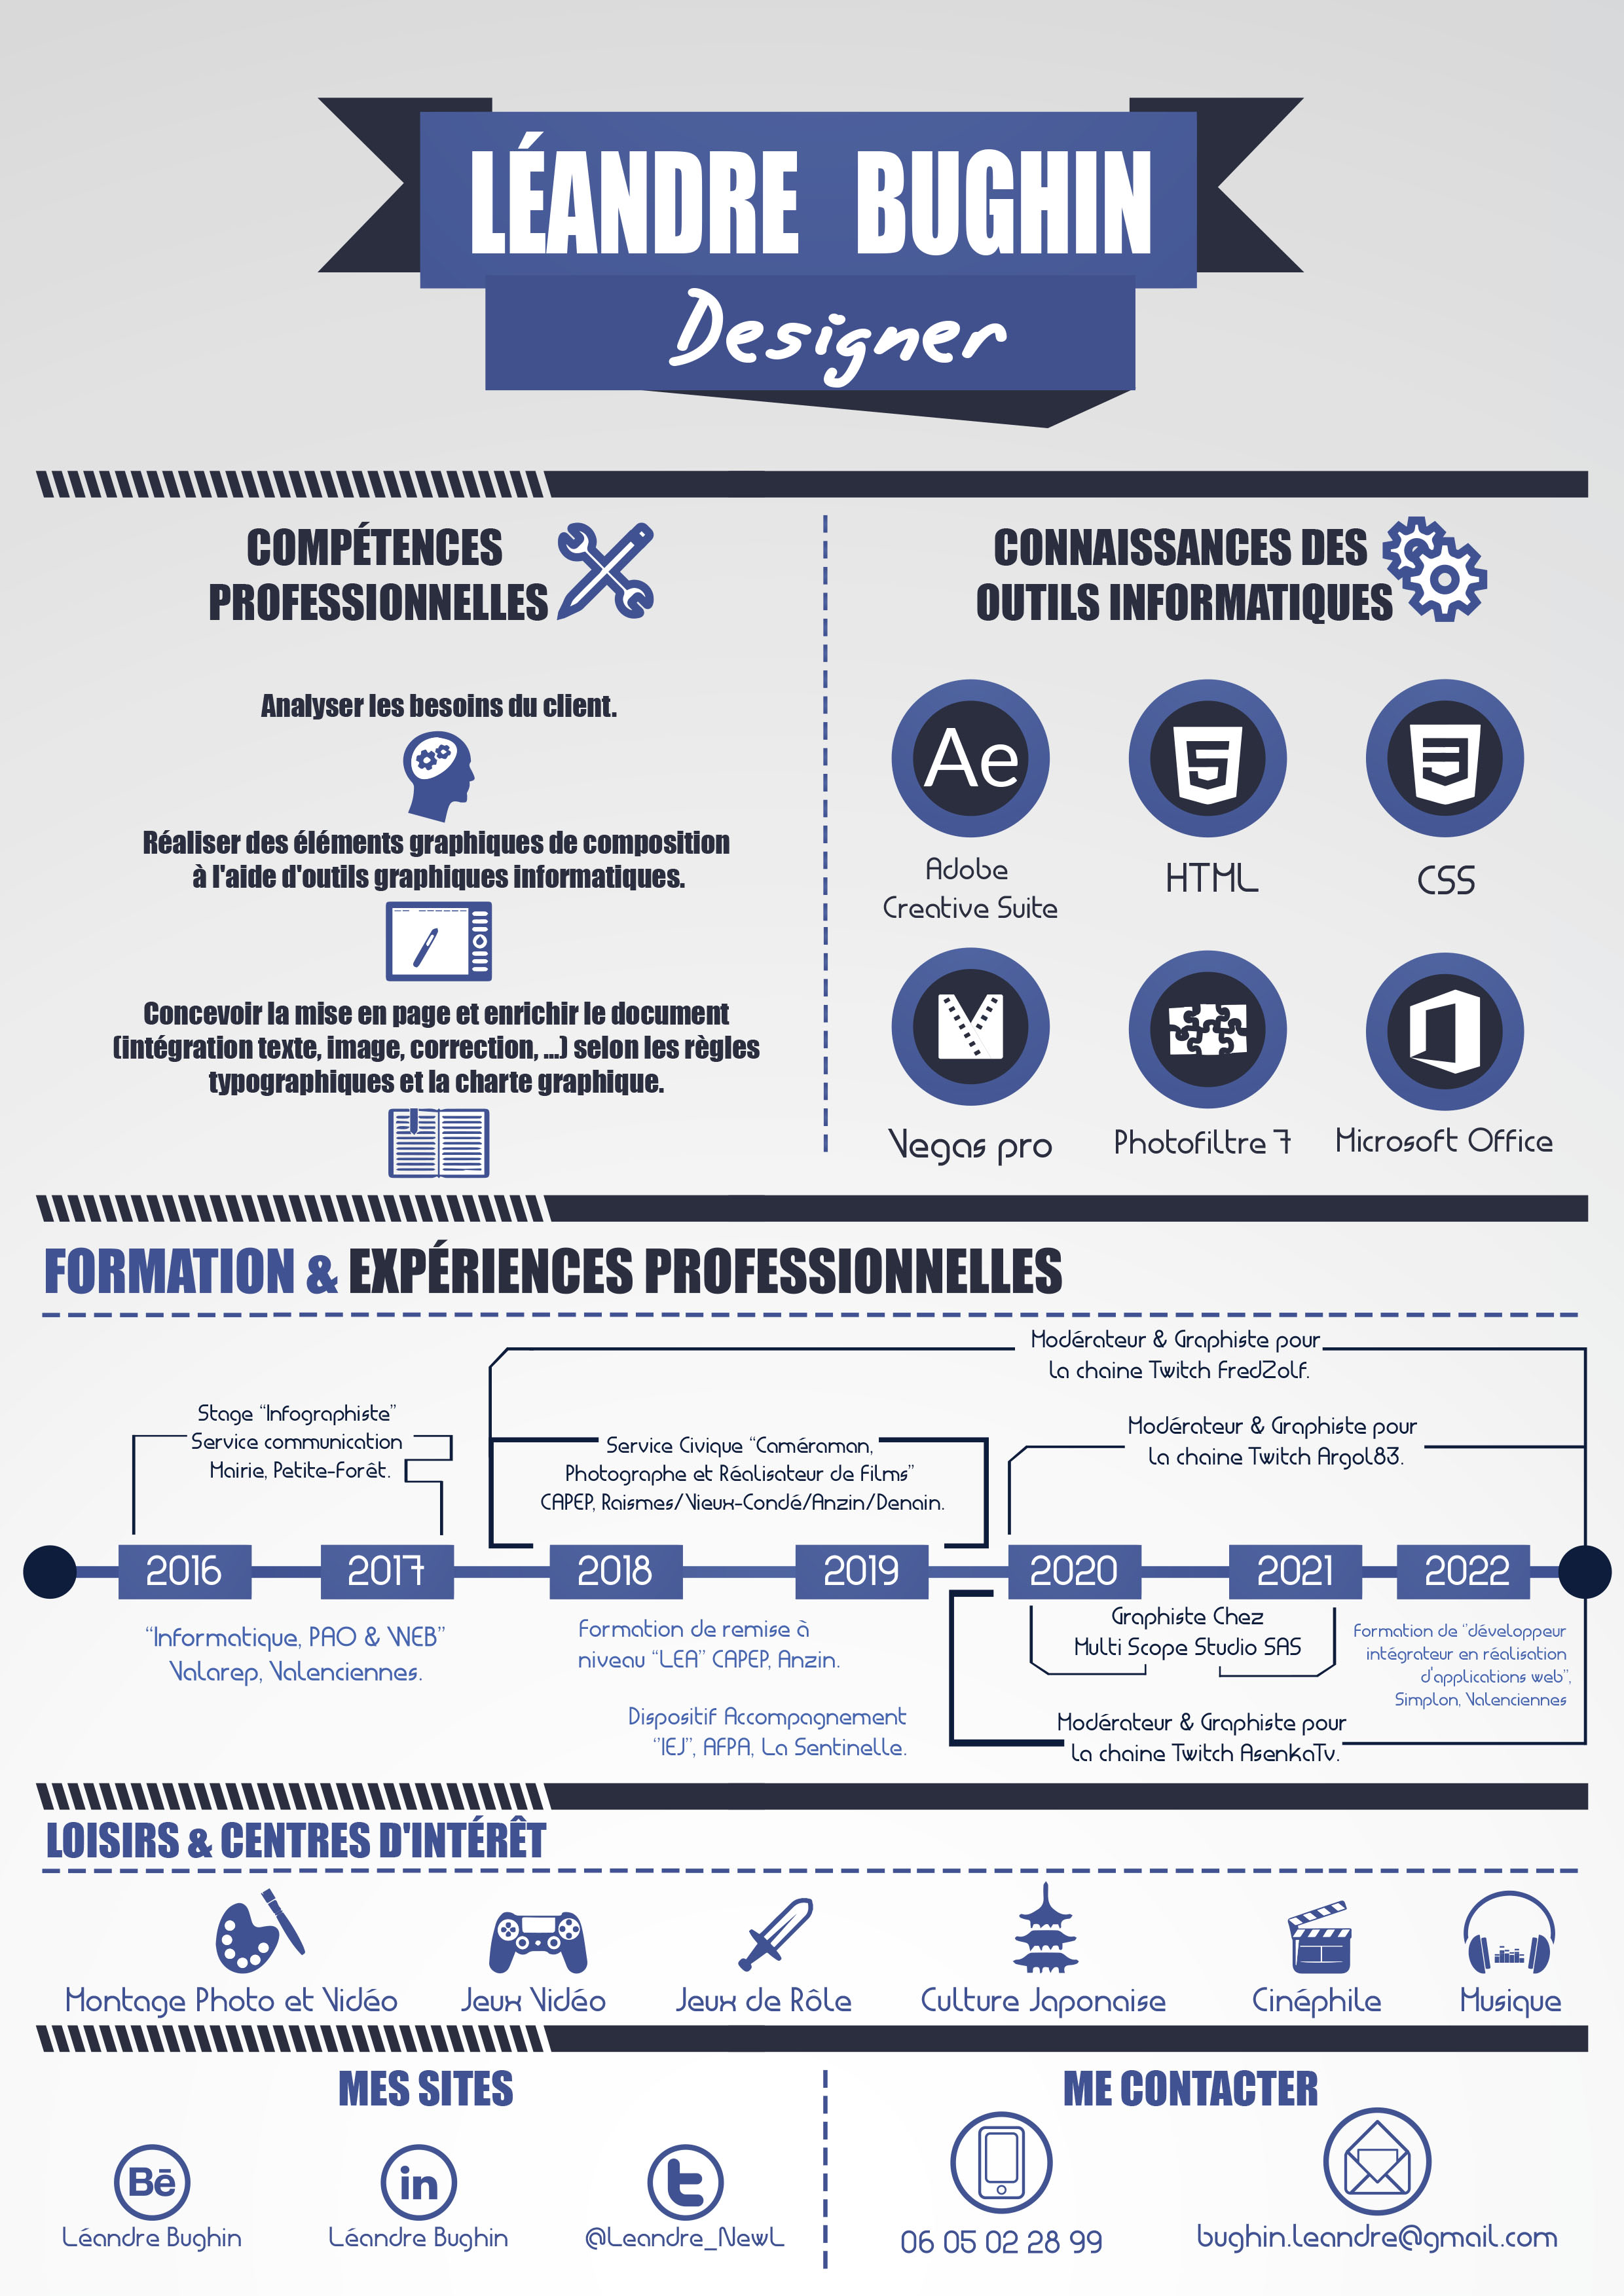 LÉANDRE BUGHIN
Designer
COMPÉTENCES
PROFESSIONNELLES
Analyser les besoins du client.
Réaliser des éléments graphiques de composition
à l'aide d'outils graphiques informatiques.
Concevoir la mise en page et enrichir le document
(intégration texte, image, correction, ...) selon les règles
typographiques et la charte graphique.
CONNAISSANCES DES
OUTILS INFORMATIQUES
Ae
Adobe
Creative Suite
HTML
CSS
Vegas pro
Photofiltre 7
Microsoft Office
FORMATION & EXPÉRIENCES PROFESSIONNELLES
Modérateur & Graphiste pour
la chaine Twitch FredZolf.
Stage “Infographiste”
Service communication
Mairie, Petite-Forêt.
Service Civique “Caméraman,
Photographe et Réalisateur de Films”
CAPEP, Raismes/Vieux-Condé/Anzin/Denain.
Modérateur & Graphiste pour
la chaine Twitch Argol83.
2016 2017 2018 2019 2020 2021 2022
“Informatique, PAO & WEB”
Valarep, Valenciennes.
Formation de remise à
niveau “LEA” CAPEP, Anzin.
Dispositif Accompagnement
“IEJ”, AFPA, La Sentinelle.
Graphiste Chez
Multi Scope Studio SAS
Modérateur & Graphiste pour
la chaine Twitch AsenkaTv.
Formation de “développeur
intégrateur en réalisation
d'applications web”,
Simplon, Valenciennes
LOISIRS & CENTRES D'INTÉRÊT
Montage Photo et Vidéo
Jeux Vidéo
Jeux de Rôle
Culture Japonaise
Cinéphile
Musique
MES SITES
Bē
Léandre Bughin
in
Léandre Bughin
@Leandre_NewL
ME CONTACTER
06 05 02 28 99
bughin.leandre@gmail.com